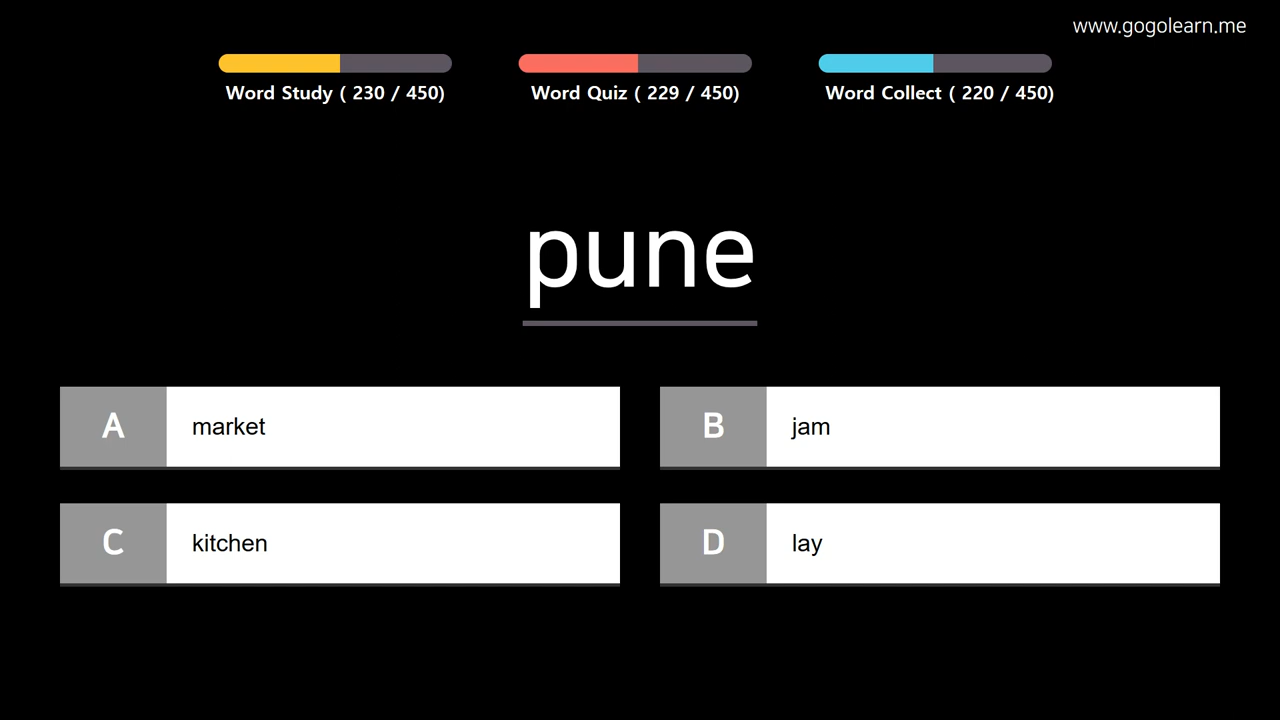 www.gogolearn.me
Word Study ( 230 / 450)
Word Quiz ( 229 / 450)
Word Collect ( 220 / 450)
pune
A market
B jam
C kitchen
D lay